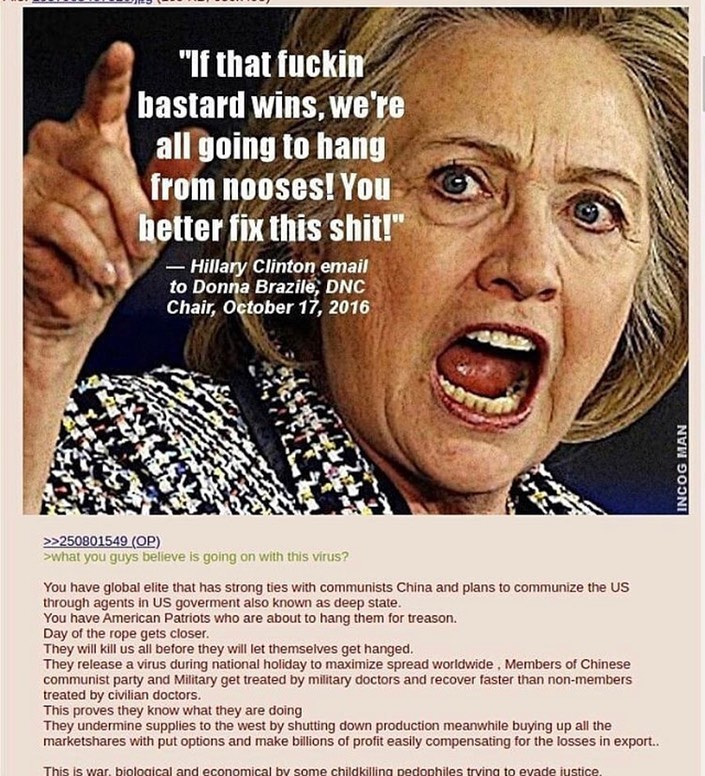 "If that fuckin
bastard wins, we're
all going to hang
from nooses! You
better fix this shit!"
— Hillary Clinton email
to Donna Brazile, DNC
Chair, October 17, 2016
INCOG MAN
>>250801549 (OP)
>what you guys believe is going on with this virus?
You have global elite that has strong ties with communists China and plans to communize the US
through agents in US goverment also known as deep state.
You have American Patriots who are about to hang them for treason.
Day of the rope gets closer.
They will kill us all before they will let themselves get hanged.
They release a virus during national holiday to maximize spread worldwide , Members of Chinese
communist party and Military get treated by military doctors and recover faster than non-members
treated by civilian doctors.
This proves they know what they are doing
They undermine supplies to the west by shutting down production meanwhile buying up all the
marketshares with put options and make billions of profit easily compensating for the losses in export..
This is war, biological and economical by some childkilling pedophiles trying to evade justice.